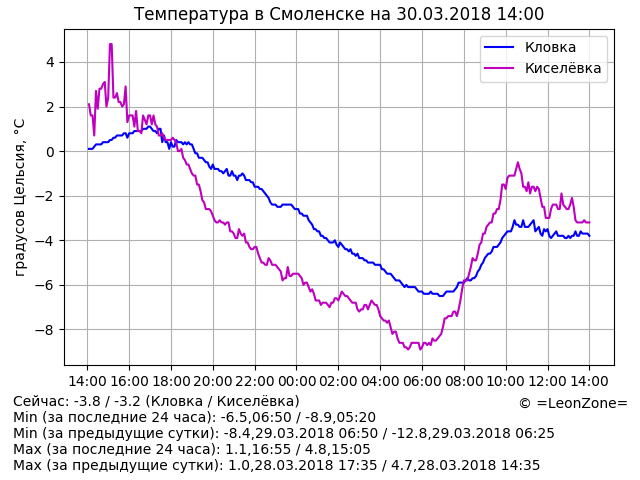 Температура в Смоленске на 30.03.2018 14:00
Кловка
Киселёвка
градусов Цельсия, °C
4
2
0
−2
−4
−6
−8
14:00 16:00 18:00 20:00 22:00 00:00 02:00 04:00 06:00 08:00 10:00 12:00 14:00
Сейчас: -3.8 / -3.2 (Кловка / Киселёвка)
© =LeonZone=
Min (за последние 24 часа): -6.5,06:50 / -8.9,05:20
Min (за предыдущие сутки): -8.4,29.03.2018 06:50 / -12.8,29.03.2018 06:25
Max (за последние 24 часа): 1.1,16:55 / 4.8,15:05
Max (за предыдущие сутки): 1.0,28.03.2018 17:35 / 4.7,28.03.2018 14:35